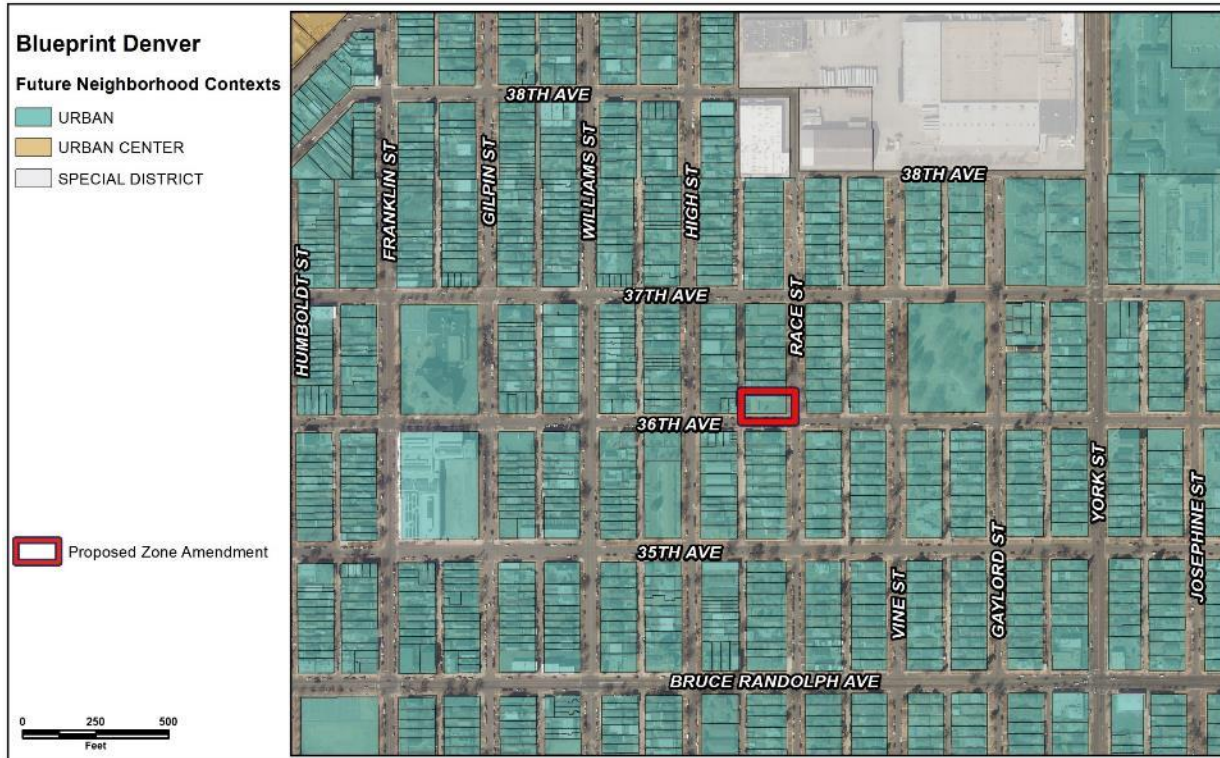 Blueprint Denver
Future Neighborhood Contexts
URBAN
URBAN CENTER
SPECIAL DISTRICT
Proposed Zone Amendment
0 250 500
Feet
38TH AVE
38TH AVE
HUMBOLDT ST
FRANKLIN ST
GILPIN ST
WILLIAMS ST
HIGH ST
RACE ST
37TH AVE
36TH AVE
35TH AVE
VINE ST
GAYLORD ST
YORK ST
JOSEPHINE ST
BRUCE RANDOLPH AVE